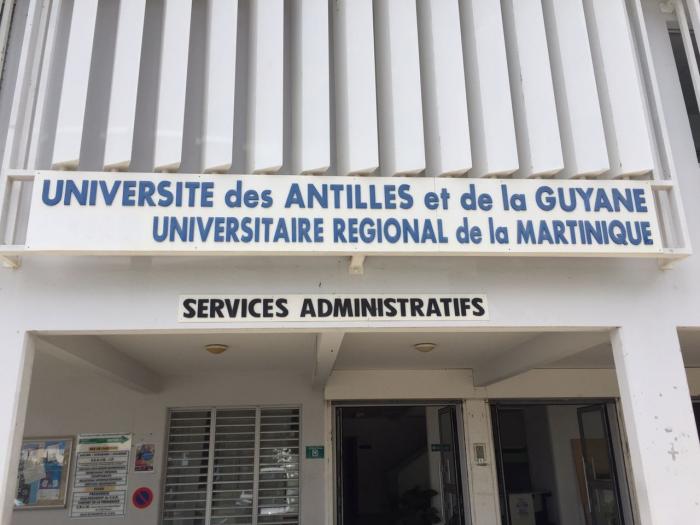 UNIVERSITE des ANTILLES et de la GUYANE
UNIVERSITAIRE REGIONAL de la MARTINIQUE
SERVICES ADMINISTRATIFS